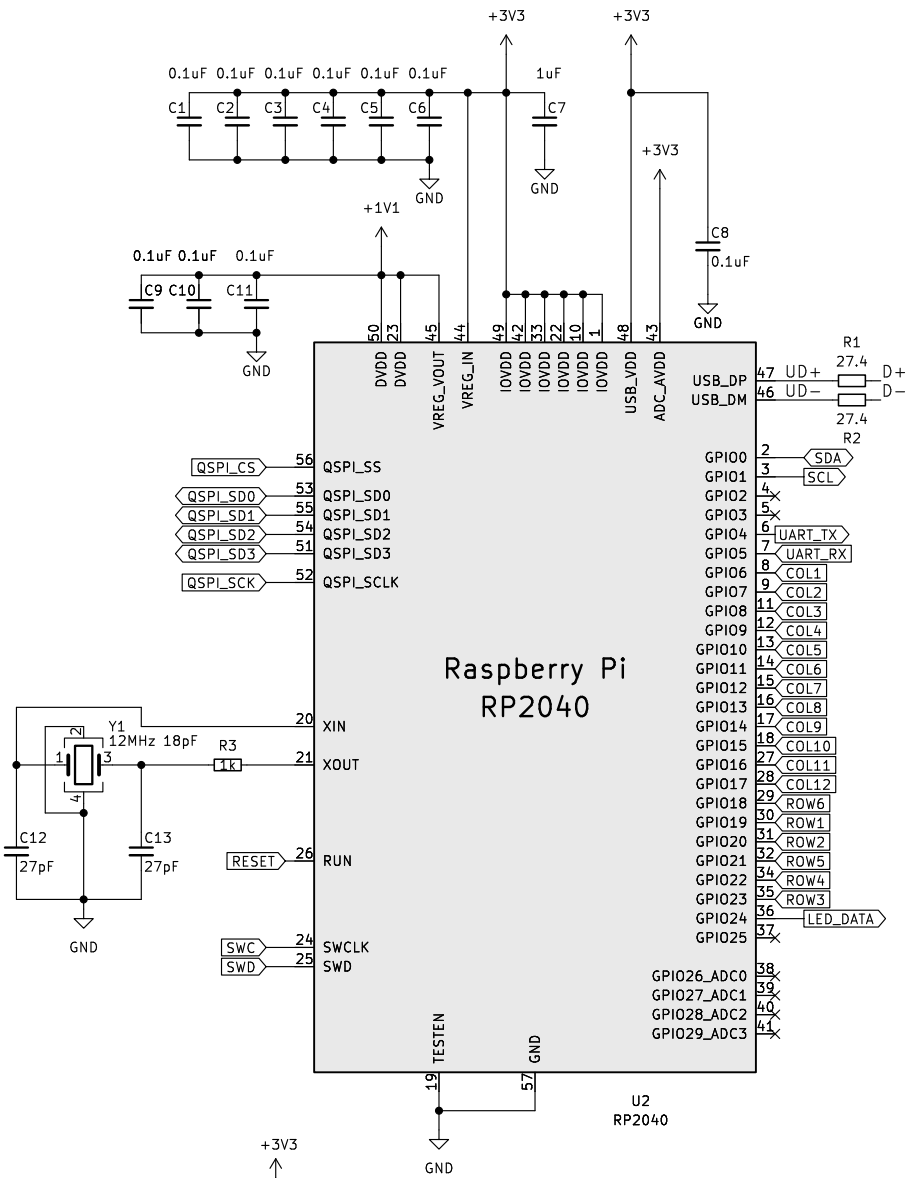 +3V3 +3V3
0.1uF 0.1uF 0.1uF 0.1uF 0.1uF 0.1uF 1uF
C1 C2 C3 C4 C5 C6 C7
+3V3
GND GND
+1V1
C8
0.1uF
0.1uF 0.1uF 0.1uF
C9 C10 C11
GND
GND
50 23 45 44 49 42 33 22 10 1 48 43
DVDD DVDD VREG_VOUT VREG_IN IOVDD IOVDD IOVDD IOVDD IOVDD IOVDD USB_VDD ADC_AVDD
R1
27.4
USB_DP 47 UD+ D+
USB_DM 46 UD- D-
27.4
R2
GPIO0 2 SDA
QSPI_CS 56 QSPI_SS
GPIO1 3 SCL
QSPI_SD0 53 QSPI_SD0 GPIO2 4
QSPI_SD1 55 QSPI_SD1 GPIO3 5
QSPI_SD2 54 QSPI_SD2 GPIO4 6 UART_TX
QSPI_SD3 51 QSPI_SD3 GPIO5 7 UART_RX
GPIO6 8 COL1
QSPI_SCK 52 QSPI_SCLK
GPIO7 9 COL2
GPIO8 11 COL3
GPIO9 12 COL4
GPIO10 13 COL5
Raspberry Pi
GPIO11 14 COL6
GPIO12 15 COL7
RP2040
GPIO13 16 COL8
20 XIN GPIO14 17 COL9
Y1
2
12MHz 18pF
R3
GPIO15 18 COL10
1 3 1k 21 XOUT GPIO16 27 COL11
GPIO17 28 COL12
4
GPIO18 29 ROW6
GPIO19 30 ROW1
C12 C13
GPIO20 31 ROW2
27pF 27pF
RESET 26 RUN GPIO21 32 ROW5
GPIO22 34 ROW4
GPIO23 35 ROW3
GPIO24 36 LED_DATA
GPIO25 37
GND
SWC 24 SWCLK
SWD 25 SWD
GPIO26_ADC0 38
GPIO27_ADC1 39
GPIO28_ADC2 40
GPIO29_ADC3 41
TESTEN GND
19 57
U2
RP2040
+3V3
GND